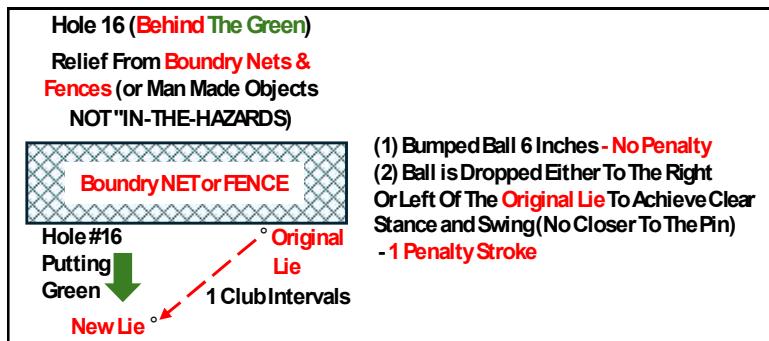 Hole 16 (Behind The Green)
Relief From Boundry Nets &
Fences (or Man Made Objects
NOT "IN-THE-HAZARDS)
Boundry NET or FENCE
Hole #16
Putting
Green
Original
Lie
1 Club Intervals
New Lie
(1) Bumped Ball 6 Inches - No Penalty
(2) Ball is Dropped Either To The Right
Or Left Of The Original Lie To Achieve Clear
Stance and Swing (No Closer To The Pin)
- 1 Penalty Stroke